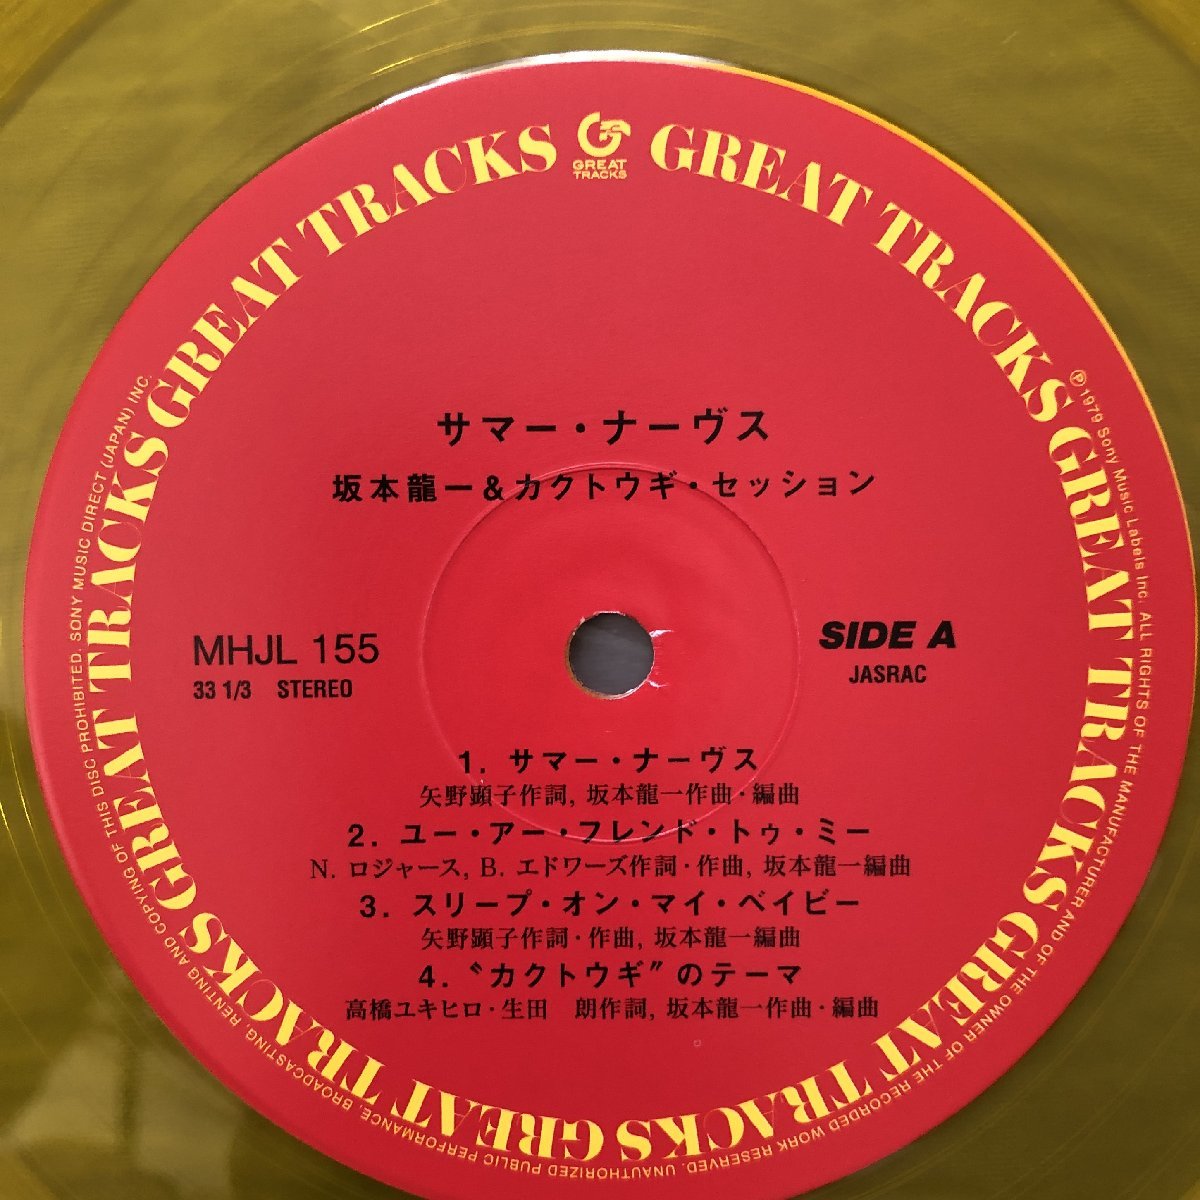 GREAT TRACKS
GREAT TRACKS GREAT TRACKS GREAT TRACKS GREAT TRACKS GREAT TRACKS GREAT TRACKS GREAT TRACKS GREAT TRACKS
サマー・ナーヴス
坂本龍一&カクトウギ・セッション
MHJL 155
33 1/3 STEREO
SIDE A
JASRAC
1. サマー・ナーヴス
矢野顕子作詞, 坂本龍一作曲・編曲
2. ユー・アー・フレンド・トゥ・ミー
N. ロジャース, B. エドワーズ作詞・作曲, 坂本龍一編曲
3. スリープ・オン・マイ・ベイビー
矢野顕子作詞・作曲, 坂本龍一編曲
4. 〝カクトウギ〟のテーマ
高橋ユキヒロ・生田 朗作詞, 坂本龍一作曲・編曲
℗1979 Sony Music Labels Inc. ALL RIGHTS OF THE MANUFACTURER AND OF THE OWNER OF THE RECORDED WORK RESERVED. UNAUTHORIZED PUBLIC PERFORMANCE, BROADCASTING, RENTING AND COPYING OF THIS DISC PROHIBITED. SONY MUSIC DIRECT (JAPAN) INC.